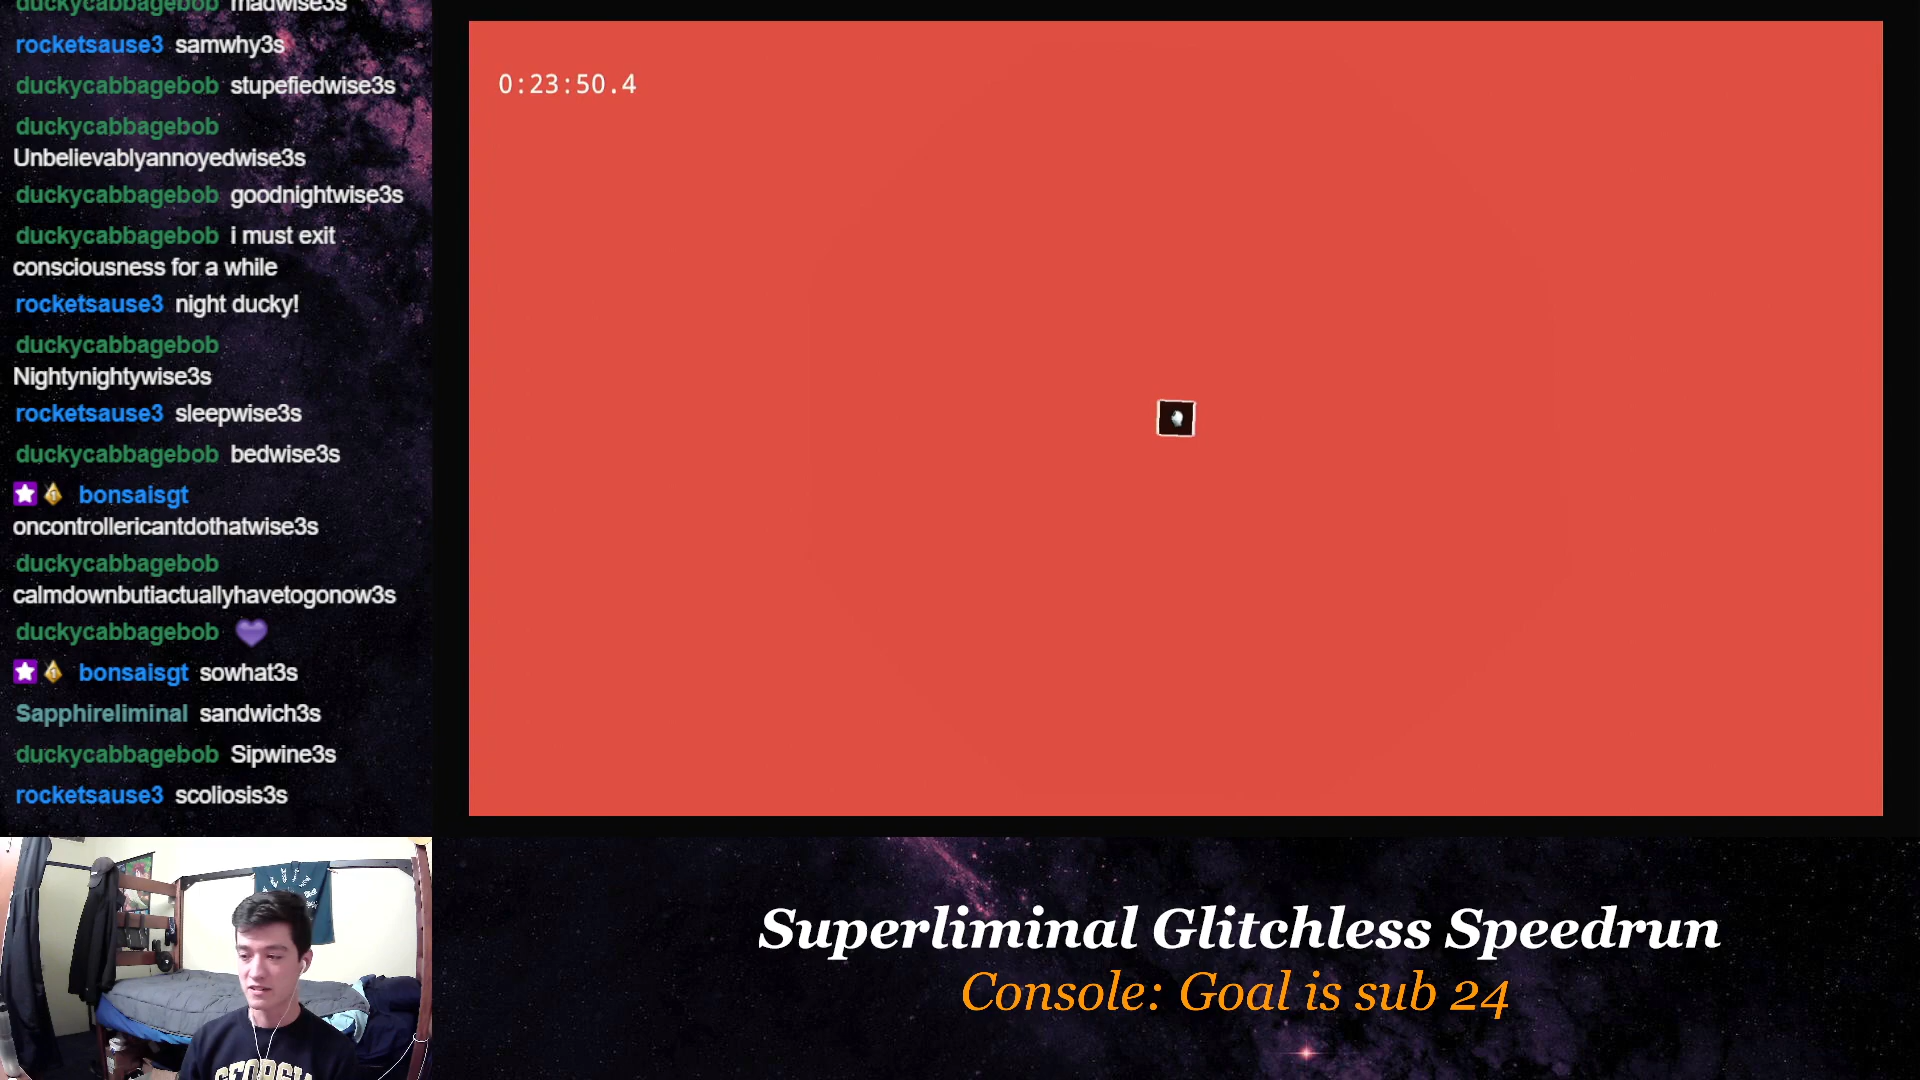 duckycabbagebob madwise3s
rocketsause3 samwhy3s
duckycabbagebob stupefiedwise3s
duckycabbagebob
Unbelievablyannoyedwise3s
duckycabbagebob goodnightwise3s
duckycabbagebob i must exit
consciousness for a while
rocketsause3 night ducky!
duckycabbagebob
Nightynightywise3s
rocketsause3 sleepwise3s
duckycabbagebob bedwise3s
bonsaisgt
oncontrollericantdothatwise3s
duckycabbagebob
calmdownbutiactuallyhavetogonow3s
duckycabbagebob
bonsaisgt sowhat3s
Sapphireliminal sandwich3s
duckycabbagebob Sipwine3s
rocketsause3 scoliosis3s
0:23:50.4
Superliminal Glitchless Speedrun
Console: Goal is sub 24